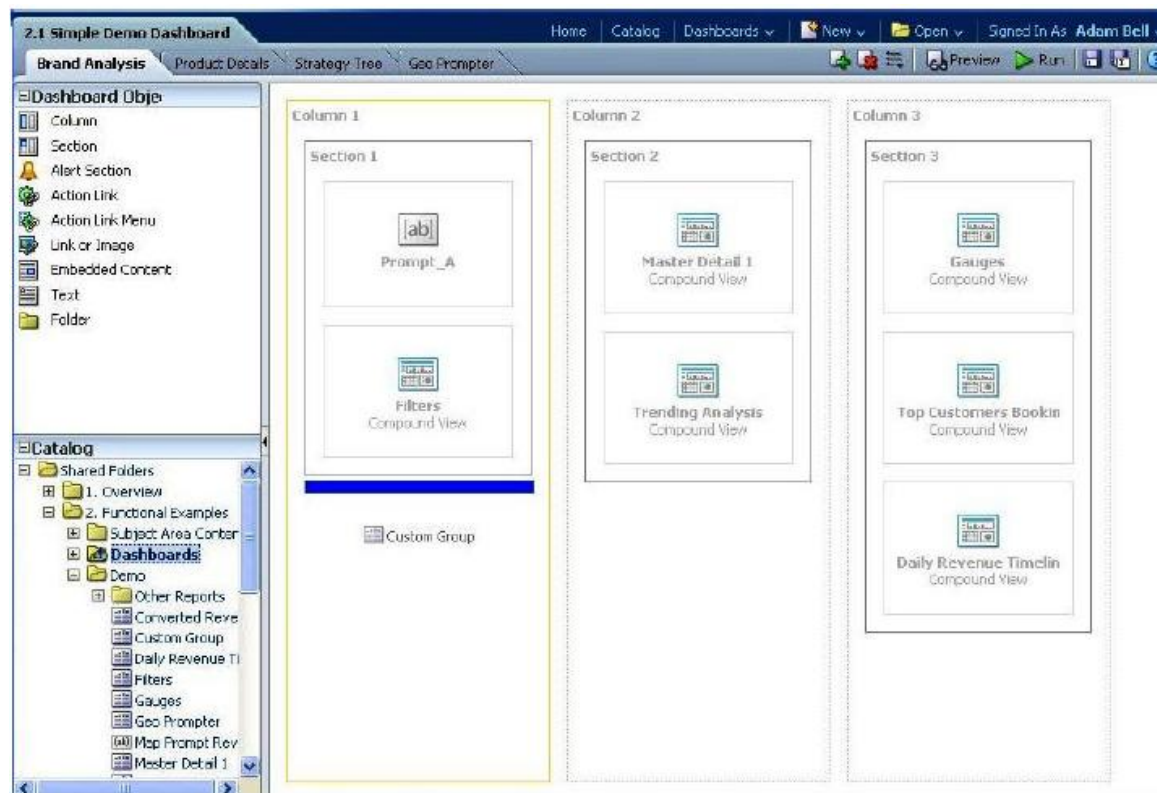 2.1 Simple Demo Dashboard
Home Catalog Dashboards New Open Signed In As Adam Bell
Brand Analysis Product Details Strategy Tree Geo Prompter
Preview Run
Dashboard Obje
Column
Section
Alert Section
Action Link
Action Link Menu
Link or Image
Embedded Content
Text
Folder
Catalog
Shared Folders
1. Overview
2. Functional Examples
Subject Area Conter
Dashboards
Demo
Other Reports
Converted Reve
Custom Group
Daily Revenue Ti
Filters
Gauges
Geo Prompter
[ab] Map Prompt Rev
Master Detail 1
Column 1
Section 1
[ab]
Prompt_A
Filters
Compound View
Custom Group
Column 2
Section 2
Master Detail 1
Compound View
Trending Analysis
Compound View
Column 3
Section 3
Gauges
Compound View
Top Customers Bookin
Compound View
Daily Revenue Timelin
Compound View